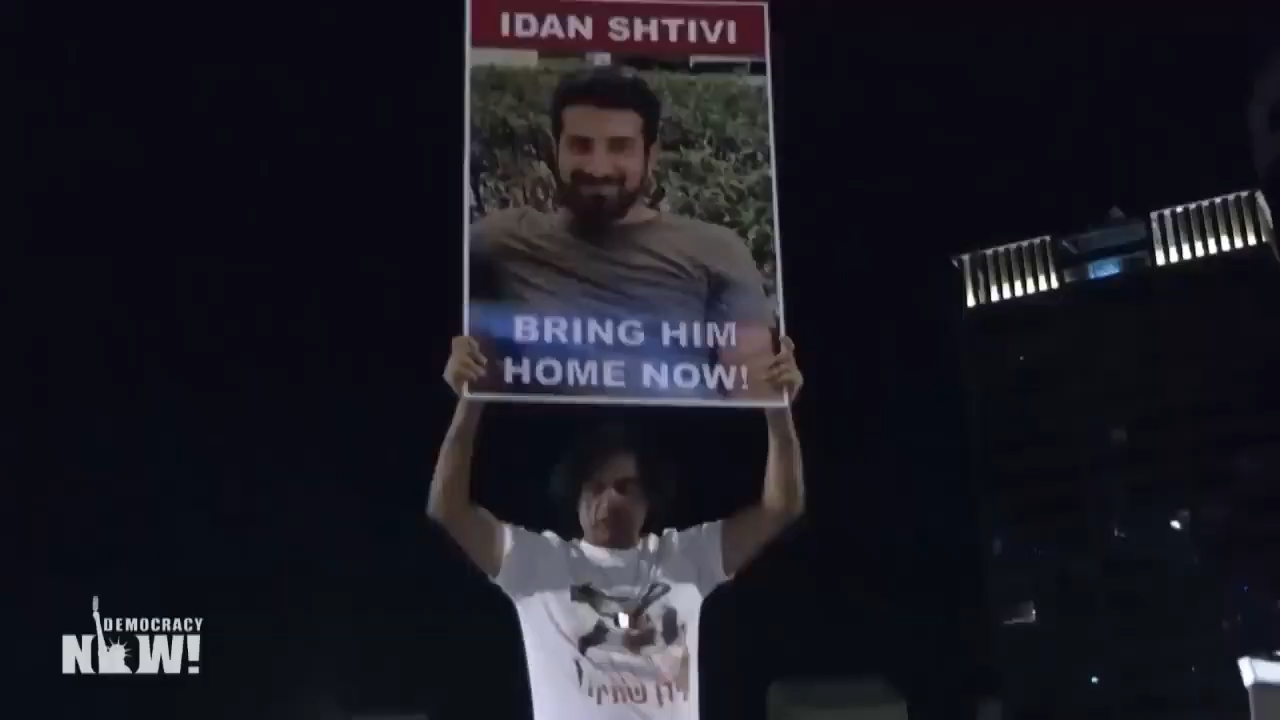 IDAN SHTIVI
BRING HIM
HOME NOW!
DEMOCRACY
NOW!